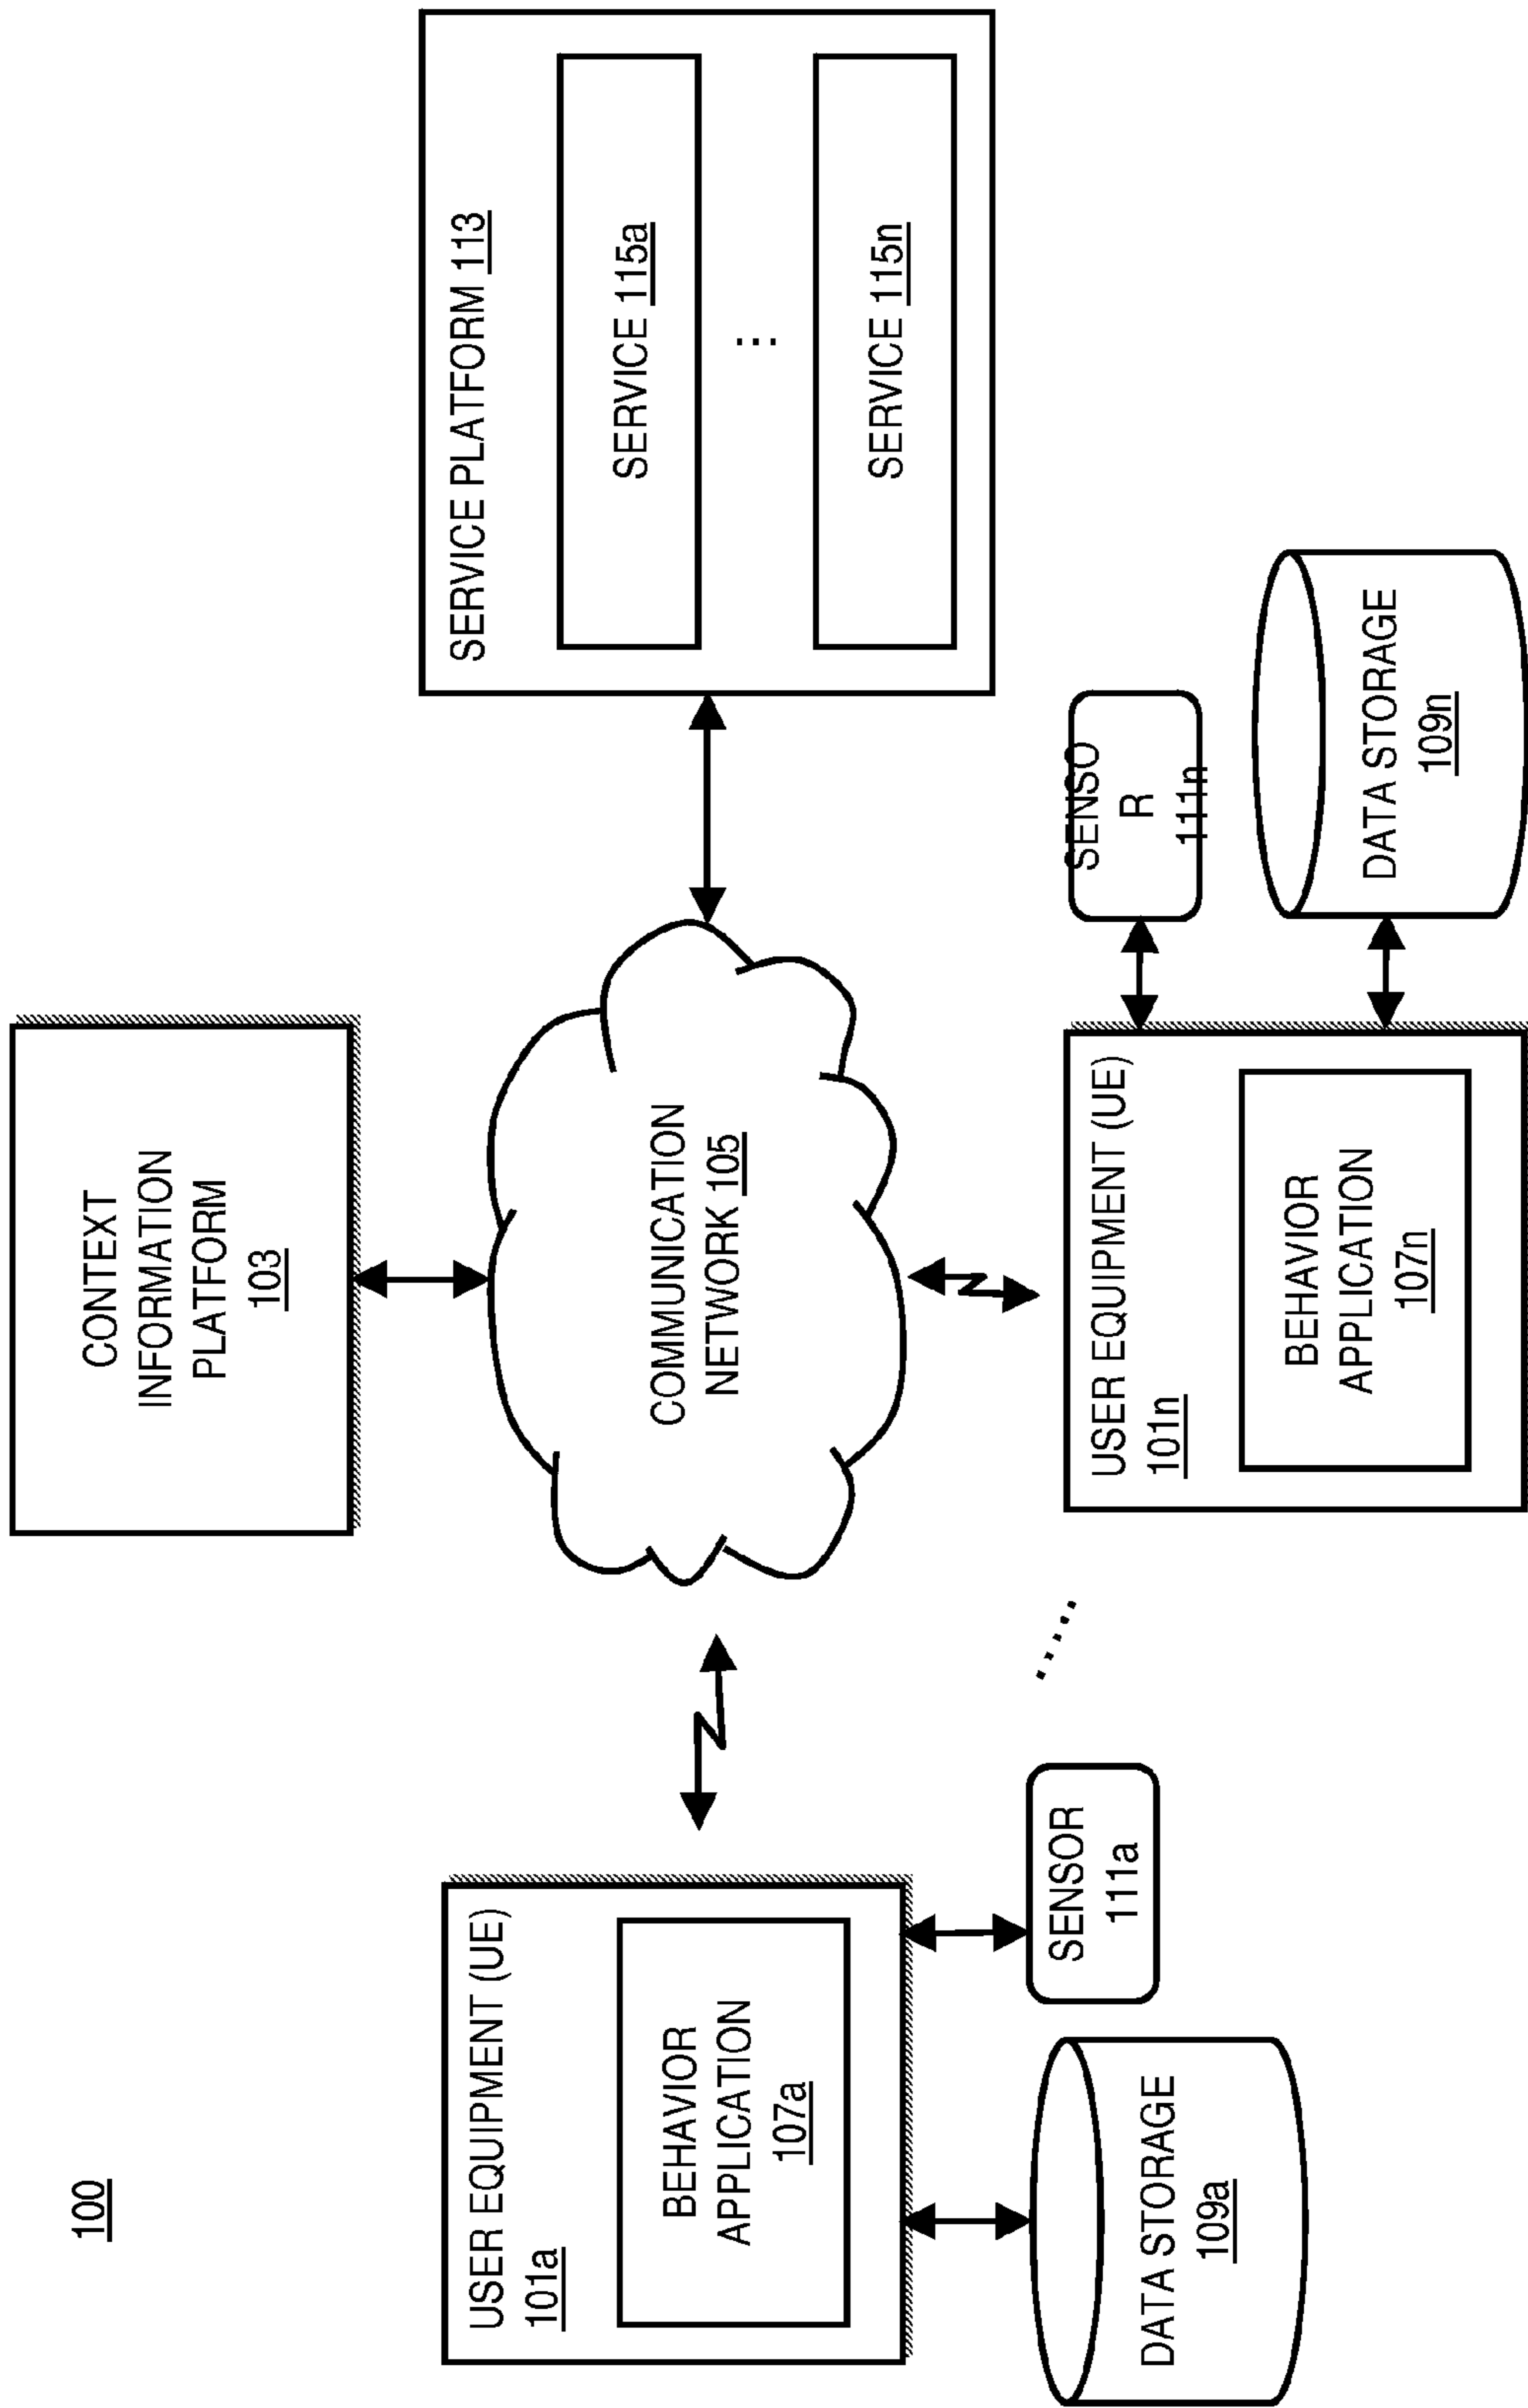 100
CONTEXT
INFORMATION
PLATFORM
103
USER EQUIPMENT (UE)
101a
BEHAVIOR
APPLICATION
107a
COMMUNICATION
NETWORK 105
SERVICE PLATFORM 113
SERVICE 115a
⋮
SERVICE 115n
DATA STORAGE
109a
SENSOR
111a
.....
USER EQUIPMENT (UE)
101n
BEHAVIOR
APPLICATION
107n
SENSO
R
111n
DATA STORAGE
109n